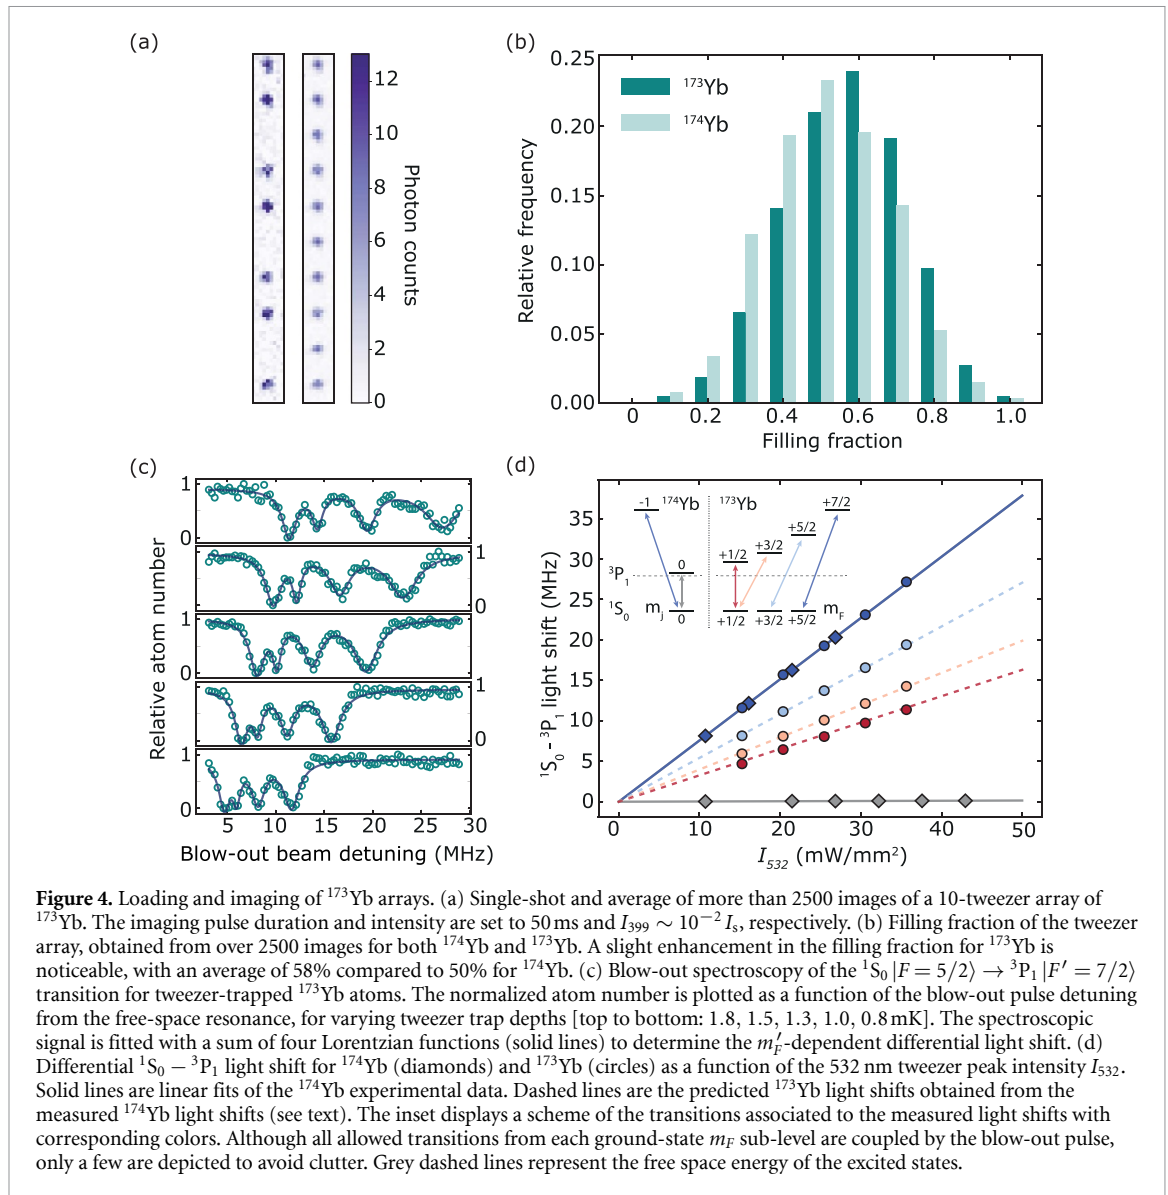 (a)
12
10
8
6
4
2
0
Photon counts
(b)
0.25
0.20
0.15
0.10
0.05
0.00
Relative frequency
¹⁷³Yb
¹⁷⁴Yb
0 0.2 0.4 0.6 0.8 1.0
Filling fraction
(c)
1
0
1
0
1
0
1
0
1
0
Relative atom number
5 10 15 20 25 30
Blow-out beam detuning (MHz)
(d)
35
30
25
20
15
10
5
0
¹S₀ - ³P₁ light shift (MHz)
-1 ¹⁷⁴Yb ¹⁷³Yb +7/2
+5/2
+3/2
+1/2
³P₁ 0
¹S₀ mⱼ 0 +1/2 +3/2 +5/2 m_F
0 10 20 30 40 50
I₅₃₂ (mW/mm²)
Figure 4. Loading and imaging of ¹⁷³Yb arrays. (a) Single-shot and average of more than 2500 images of a 10-tweezer array of
¹⁷³Yb. The imaging pulse duration and intensity are set to 50 ms and I₃₉₉ ∼ 10⁻² Iₛ, respectively. (b) Filling fraction of the tweezer
array, obtained from over 2500 images for both ¹⁷⁴Yb and ¹⁷³Yb. A slight enhancement in the filling fraction for ¹⁷³Yb is
noticeable, with an average of 58% compared to 50% for ¹⁷⁴Yb. (c) Blow-out spectroscopy of the ¹S₀ |F = 5/2⟩ → ³P₁ |F′ = 7/2⟩
transition for tweezer-trapped ¹⁷³Yb atoms. The normalized atom number is plotted as a function of the blow-out pulse detuning
from the free-space resonance, for varying tweezer trap depths [top to bottom: 1.8, 1.5, 1.3, 1.0, 0.8 mK]. The spectroscopic
signal is fitted with a sum of four Lorentzian functions (solid lines) to determine the m′_F-dependent differential light shift. (d)
Differential ¹S₀ − ³P₁ light shift for ¹⁷⁴Yb (diamonds) and ¹⁷³Yb (circles) as a function of the 532 nm tweezer peak intensity I₅₃₂.
Solid lines are linear fits of the ¹⁷⁴Yb experimental data. Dashed lines are the predicted ¹⁷³Yb light shifts obtained from the
measured ¹⁷⁴Yb light shifts (see text). The inset displays a scheme of the transitions associated to the measured light shifts with
corresponding colors. Although all allowed transitions from each ground-state m_F sub-level are coupled by the blow-out pulse,
only a few are depicted to avoid clutter. Grey dashed lines represent the free space energy of the excited states.